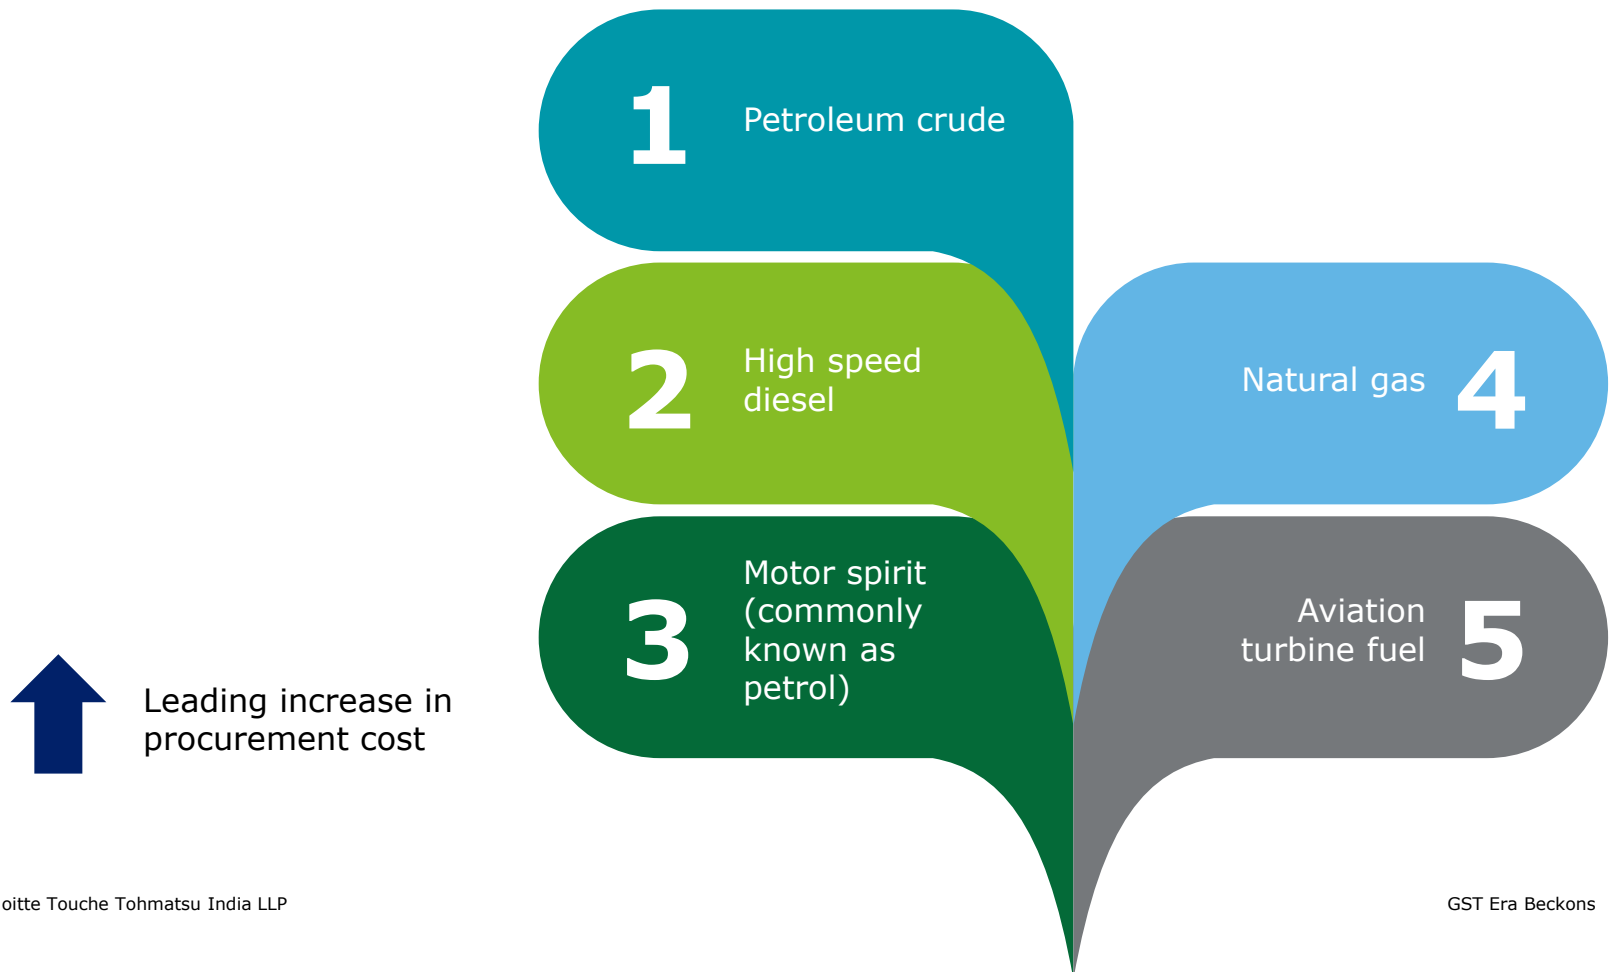 1
Petroleum crude
2
High speed
diesel
3
Motor spirit
(commonly
known as
petrol)
Natural gas
4
Aviation
turbine fuel
5
Leading increase in
procurement cost
oitte Touche Tohmatsu India LLP
GST Era Beckons